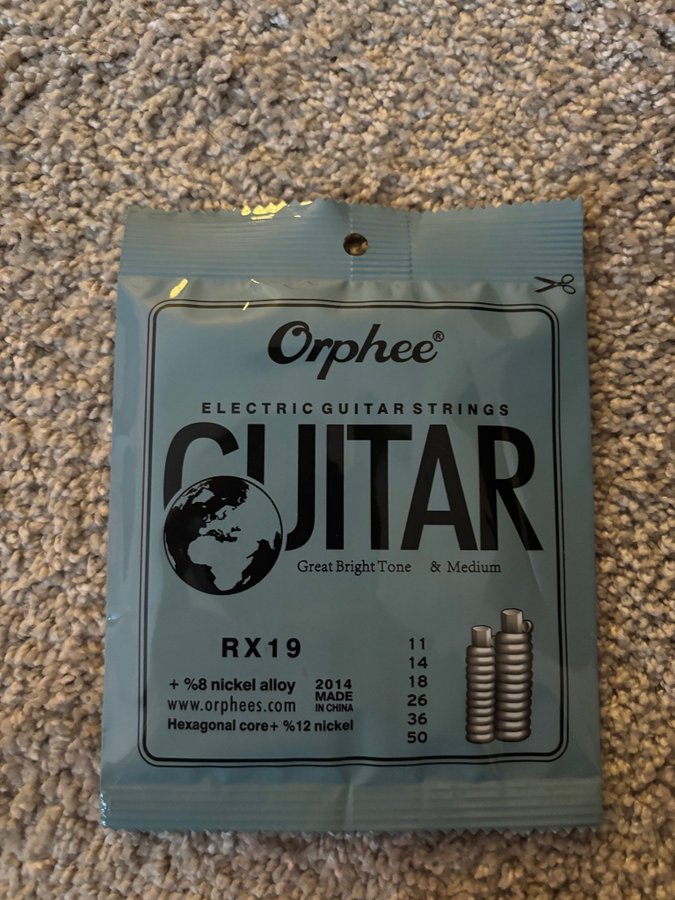 Orphee®
ELECTRIC GUITAR STRINGS
GUITAR
Great Bright Tone & Medium
RX19
+ %8 nickel alloy
www.orphees.com
Hexagonal core+ %12 nickel
2014
MADE
IN CHINA
11
14
18
26
36
50